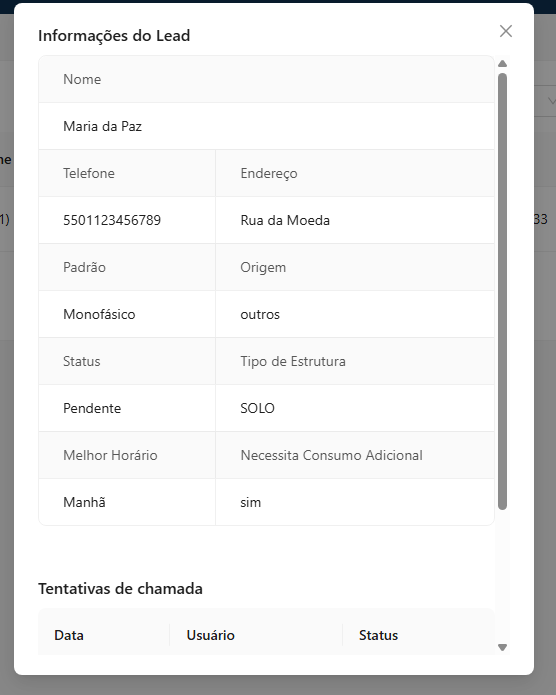 Informações do Lead
Nome
Maria da Paz
Telefone Endereço
5501123456789 Rua da Moeda
Padrão Origem
Monofásico outros
Status Tipo de Estrutura
Pendente SOLO
Melhor Horário Necessita Consumo Adicional
Manhã sim
Tentativas de chamada
Data Usuário Status
ne
1)
33